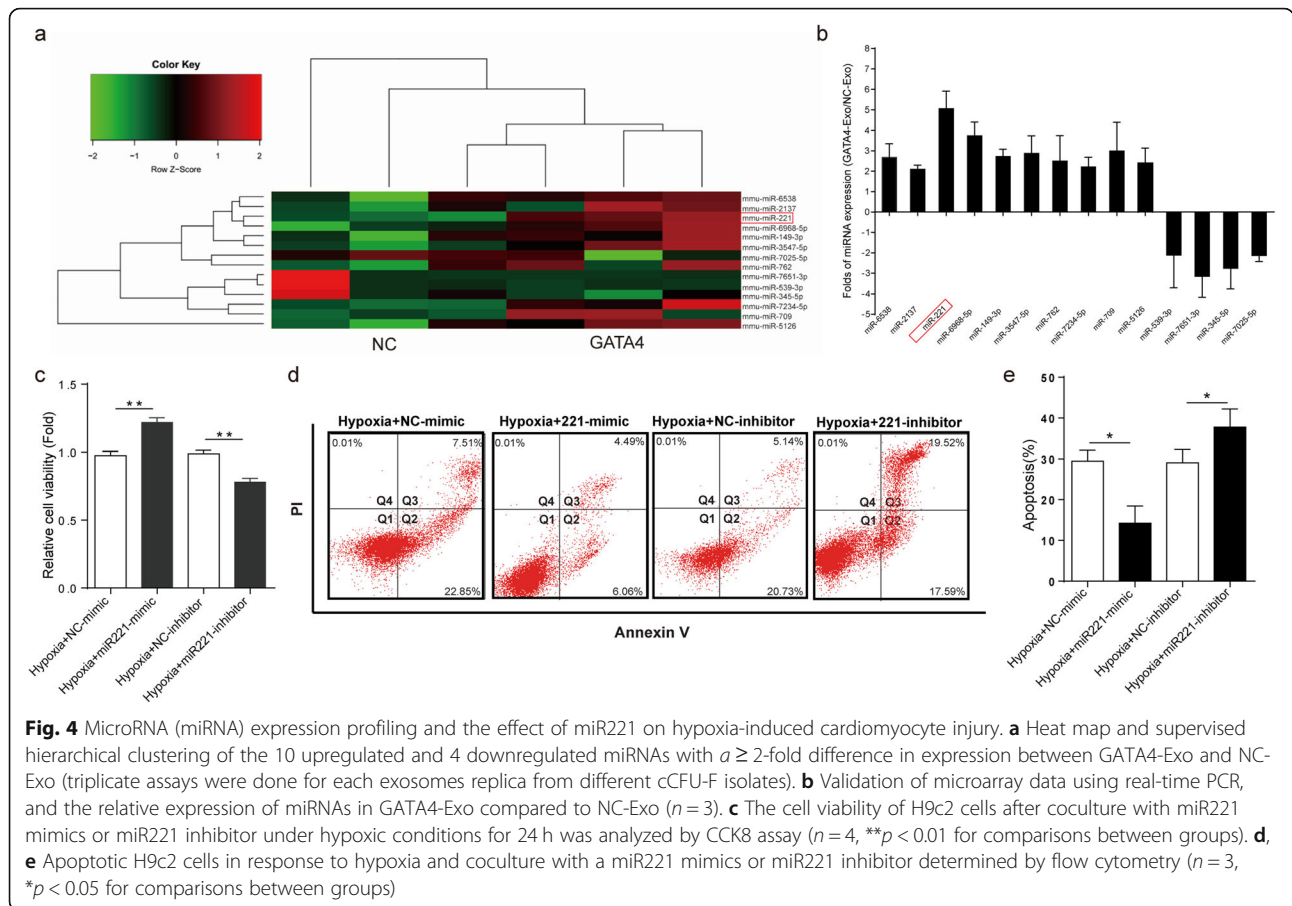 a
Color Key
-2 -1 0 1 2
Row Z-Score
mmu-miR-6538
mmu-miR-2137
mmu-miR-221
mmu-miR-6968-5p
mmu-miR-149-3p
mmu-miR-3547-5p
mmu-miR-7025-5p
mmu-miR-762
mmu-miR-7651-3p
mmu-miR-539-3p
mmu-miR-345-5p
mmu-miR-7234-5p
mmu-miR-709
mmu-miR-5126
NC GATA4
b
Folds of miRNA expression (GATA4-Exo/NC-Exo)
7
6
5
4
3
2
1
0
-1
-2
-3
-4
-5
miR-6538
miR-2137
miR-221
miR-6968-5p
miR-149-3p
miR-3547-5p
miR-762
miR-7234-5p
miR-709
miR-5126
miR-539-3p
miR-7651-3p
miR-345-5p
miR-7025-5p
c
Relative cell viability (Fold)
1.5
1.0
0.5
0.0
**
**
Hypoxia+NC-mimic
Hypoxia+miR221-mimic
Hypoxia+NC-inhibitor
Hypoxia+miR221-inhibitor
d
PI
Hypoxia+NC-mimic
0.01% 7.51%
Q4 Q3
Q1 Q2
22.85%
Hypoxia+221-mimic
0.01% 4.49%
Q4 Q3
Q1 Q2
6.06%
Hypoxia+NC-inhibitor
0.01% 5.14%
Q4 Q3
Q1 Q2
20.73%
Hypoxia+221-inhibitor
0.01% 19.52%
Q4 Q3
Q1 Q2
17.59%
Annexin V
e
Apoptosis(%)
50
40
30
20
10
0
*
*
Hypoxia+NC-mimic
Hypoxia+miR221-mimic
Hypoxia+NC-inhibitor
Hypoxia+miR221-inhibitor
Fig. 4 MicroRNA (miRNA) expression profiling and the effect of miR221 on hypoxia-induced cardiomyocyte injury. a Heat map and supervised
hierarchical clustering of the 10 upregulated and 4 downregulated miRNAs with a ≥ 2-fold difference in expression between GATA4-Exo and NC-
Exo (triplicate assays were done for each exosomes replica from different cCFU-F isolates). b Validation of microarray data using real-time PCR,
and the relative expression of miRNAs in GATA4-Exo compared to NC-Exo (n = 3). c The cell viability of H9c2 cells after coculture with miR221
mimics or miR221 inhibitor under hypoxic conditions for 24 h was analyzed by CCK8 assay (n = 4, **p < 0.01 for comparisons between groups). d,
e Apoptotic H9c2 cells in response to hypoxia and coculture with a miR221 mimics or miR221 inhibitor determined by flow cytometry (n = 3,
*p < 0.05 for comparisons between groups)